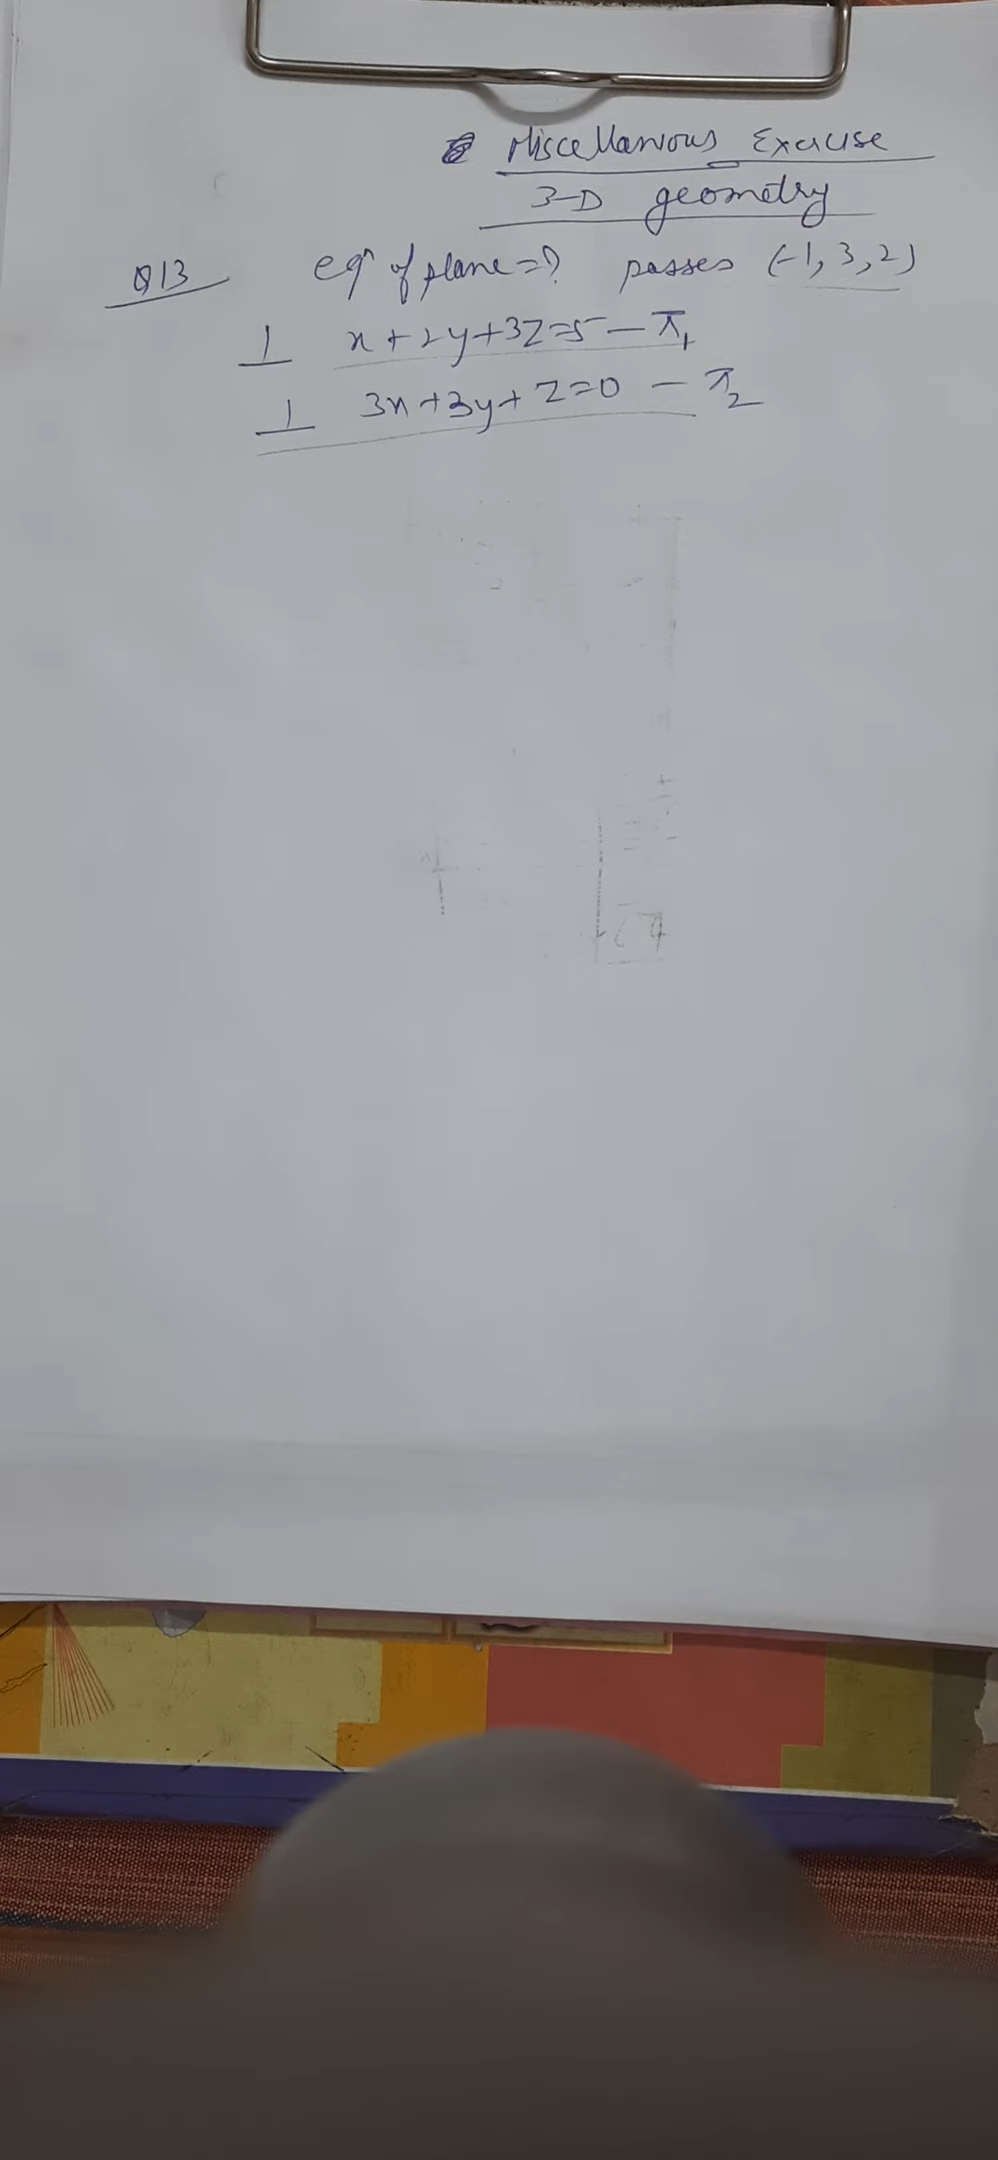 Miscellaneous Exercise
3-D geometry
Q13 eqn of plane=? passes (-1,3,2)
⊥ x+2y+3z=5 — π1
⊥ 3x+3y+z=0 — π2